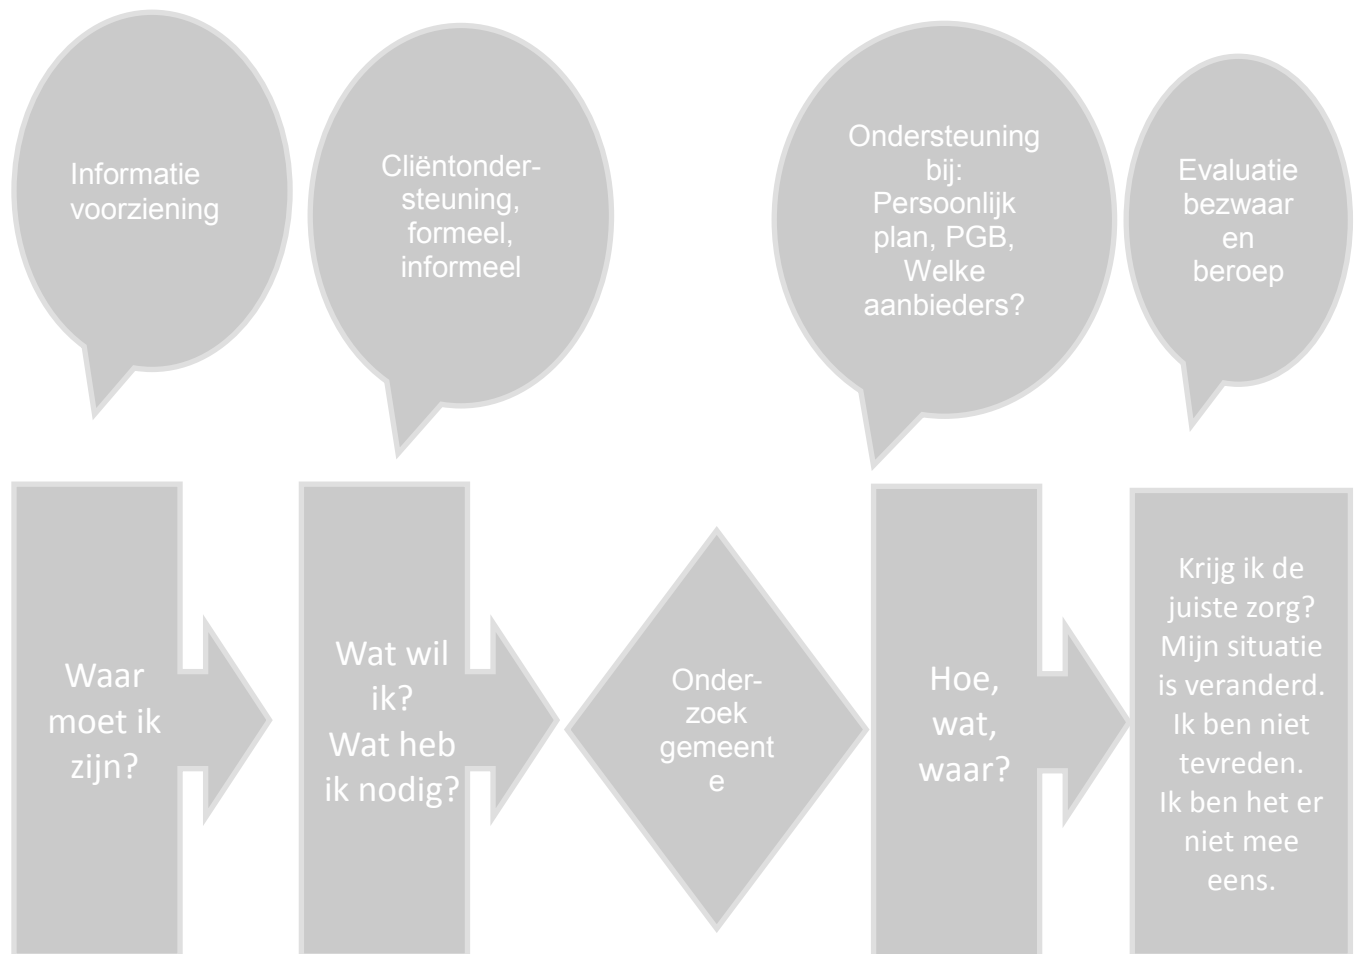 Informatie
voorziening
Cliëntonder-
steuning,
formeel,
informeel
Ondersteuning
bij:
Persoonlijk
plan, PGB,
Welke
aanbieders?
Evaluatie
bezwaar
en
beroep
Waar
moet ik
zijn?
Wat wil
ik?
Wat heb
ik nodig?
Onder-
zoek
gemeent
e
Hoe,
wat,
waar?
Krijg ik de
juiste zorg?
Mijn situatie
is veranderd.
Ik ben niet
tevreden.
Ik ben het er
niet mee
eens.